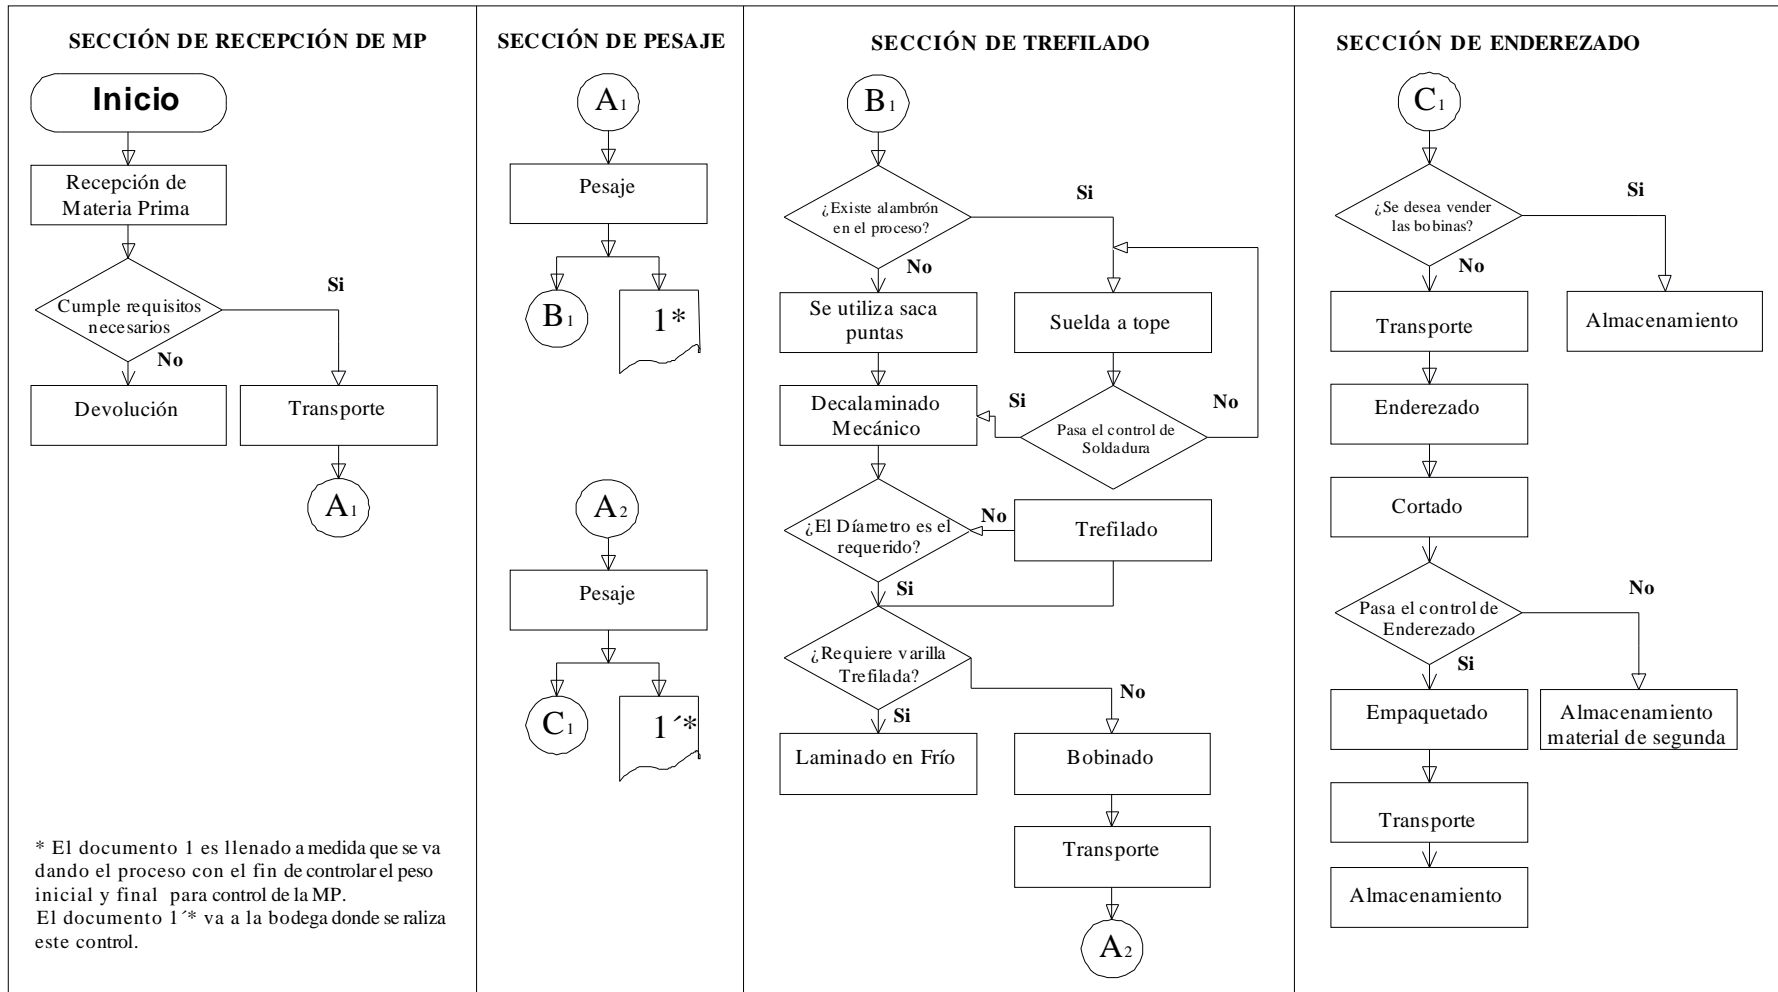 SECCIÓN DE RECEPCIÓN DE MP
Inicio
Recepción de
Materia Prima
Cumple requisitos
necesarios
Si
No
Devolución
Transporte
A1
* El documento 1 es llenado a medida que se va
dando el proceso con el fin de controlar el peso
inicial y final para control de la MP.
El documento 1´* va a la bodega donde se raliza
este control.
SECCIÓN DE PESAJE
A1
Pesaje
B1
1*
A2
Pesaje
C1
1´*
SECCIÓN DE TREFILADO
B1
¿Existe alambrón
en el proceso?
Si
No
Se utiliza saca
puntas
Suelda a tope
Decalaminado
Mecánico
Si
Pasa el control de
Soldadura
No
¿El Díametro es el
requerido?
No
Trefilado
Si
¿Requiere varilla
Trefilada?
No
Si
Laminado en Frío
Bobinado
Transporte
A2
SECCIÓN DE ENDEREZADO
C1
¿Se desea vender
las bobinas?
Si
No
Transporte
Almacenamiento
Enderezado
Cortado
Pasa el control de
Enderezado
No
Si
Empaquetado
Almacenamiento
material de segunda
Transporte
Almacenamiento